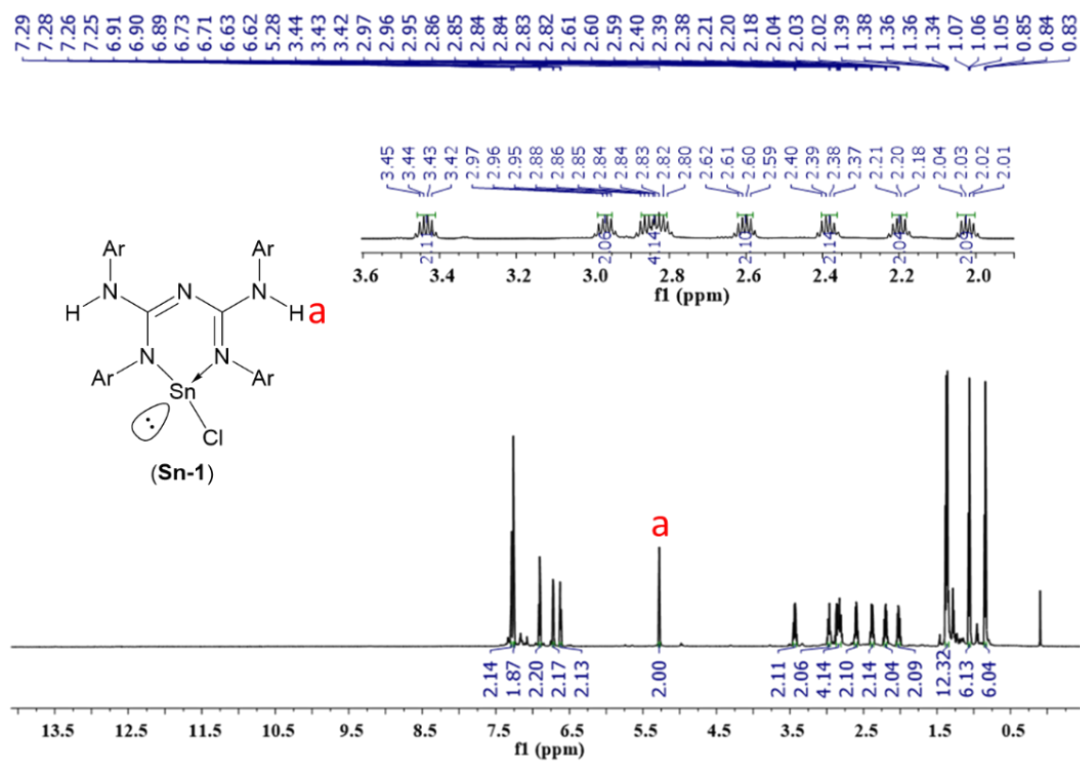 7.29 7.28 7.26 7.25 6.91 6.90 6.89 6.73 6.71 6.63 6.62 5.28 3.44 3.43 3.42 2.97 2.96 2.95 2.86 2.85 2.84 2.84 2.83 2.82 2.61 2.60 2.59 2.40 2.39 2.38 2.21 2.20 2.18 2.04 2.03 2.02 1.39 1.38 1.36 1.36 1.34 1.07 1.06 1.05 0.85 0.84 0.83
3.45 3.44 3.43 3.42 2.97 2.96 2.95 2.88 2.86 2.85 2.84 2.84 2.83 2.82 2.80 2.62 2.61 2.60 2.59 2.40 2.39 2.38 2.37 2.21 2.20 2.18 2.04 2.03 2.02 2.01
2.11 2.06 4.14 2.10 2.14 2.04 2.09
3.6 3.4 3.2 3.0 2.8 2.6 2.4 2.2 2.0
f1 (ppm)
Ar Ar
N N N
H H a
N N
Ar Ar
Sn
Cl
(Sn-1)
a
2.14 1.87 2.20 2.17 2.13 2.00 2.11 2.06 4.14 2.10 2.14 2.04 2.09 12.32 6.13 6.04
13.5 12.5 11.5 10.5 9.5 8.5 7.5 6.5 5.5 4.5 3.5 2.5 1.5 0.5
f1 (ppm)